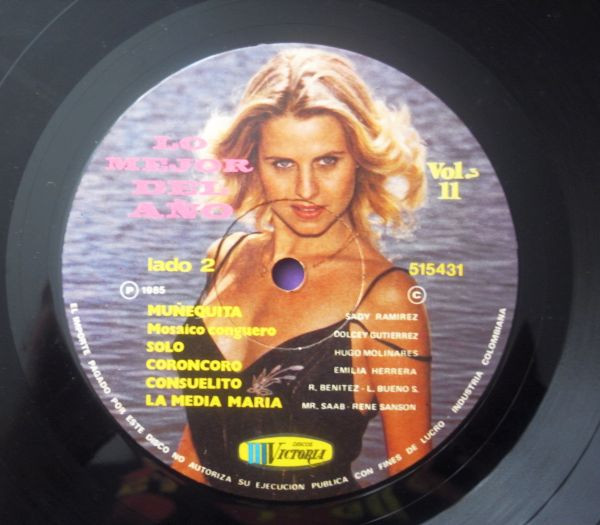 LO
MEJOR
DEL
AÑO
Vol.
11
lado 2
515431
Ⓟ 1985
©
MUÑEQUITA SADY RAMIREZ
Mosaico conguero DOLCEY GUTIERREZ
SOLO HUGO MOLINARES
CORONCORO EMILIA HERRERA
CONSUELITO R. BENITEZ - L. BUENO S.
LA MEDIA MARIA MR. SAAB - RENE SANSON
DISCOS
VICTORIA
EL IMPORTE PAGADO POR ESTE DISCO NO AUTORIZA SU EJECUCION PUBLICA CON FINES DE LUCRO - INDUSTRIA COLOMBIANA